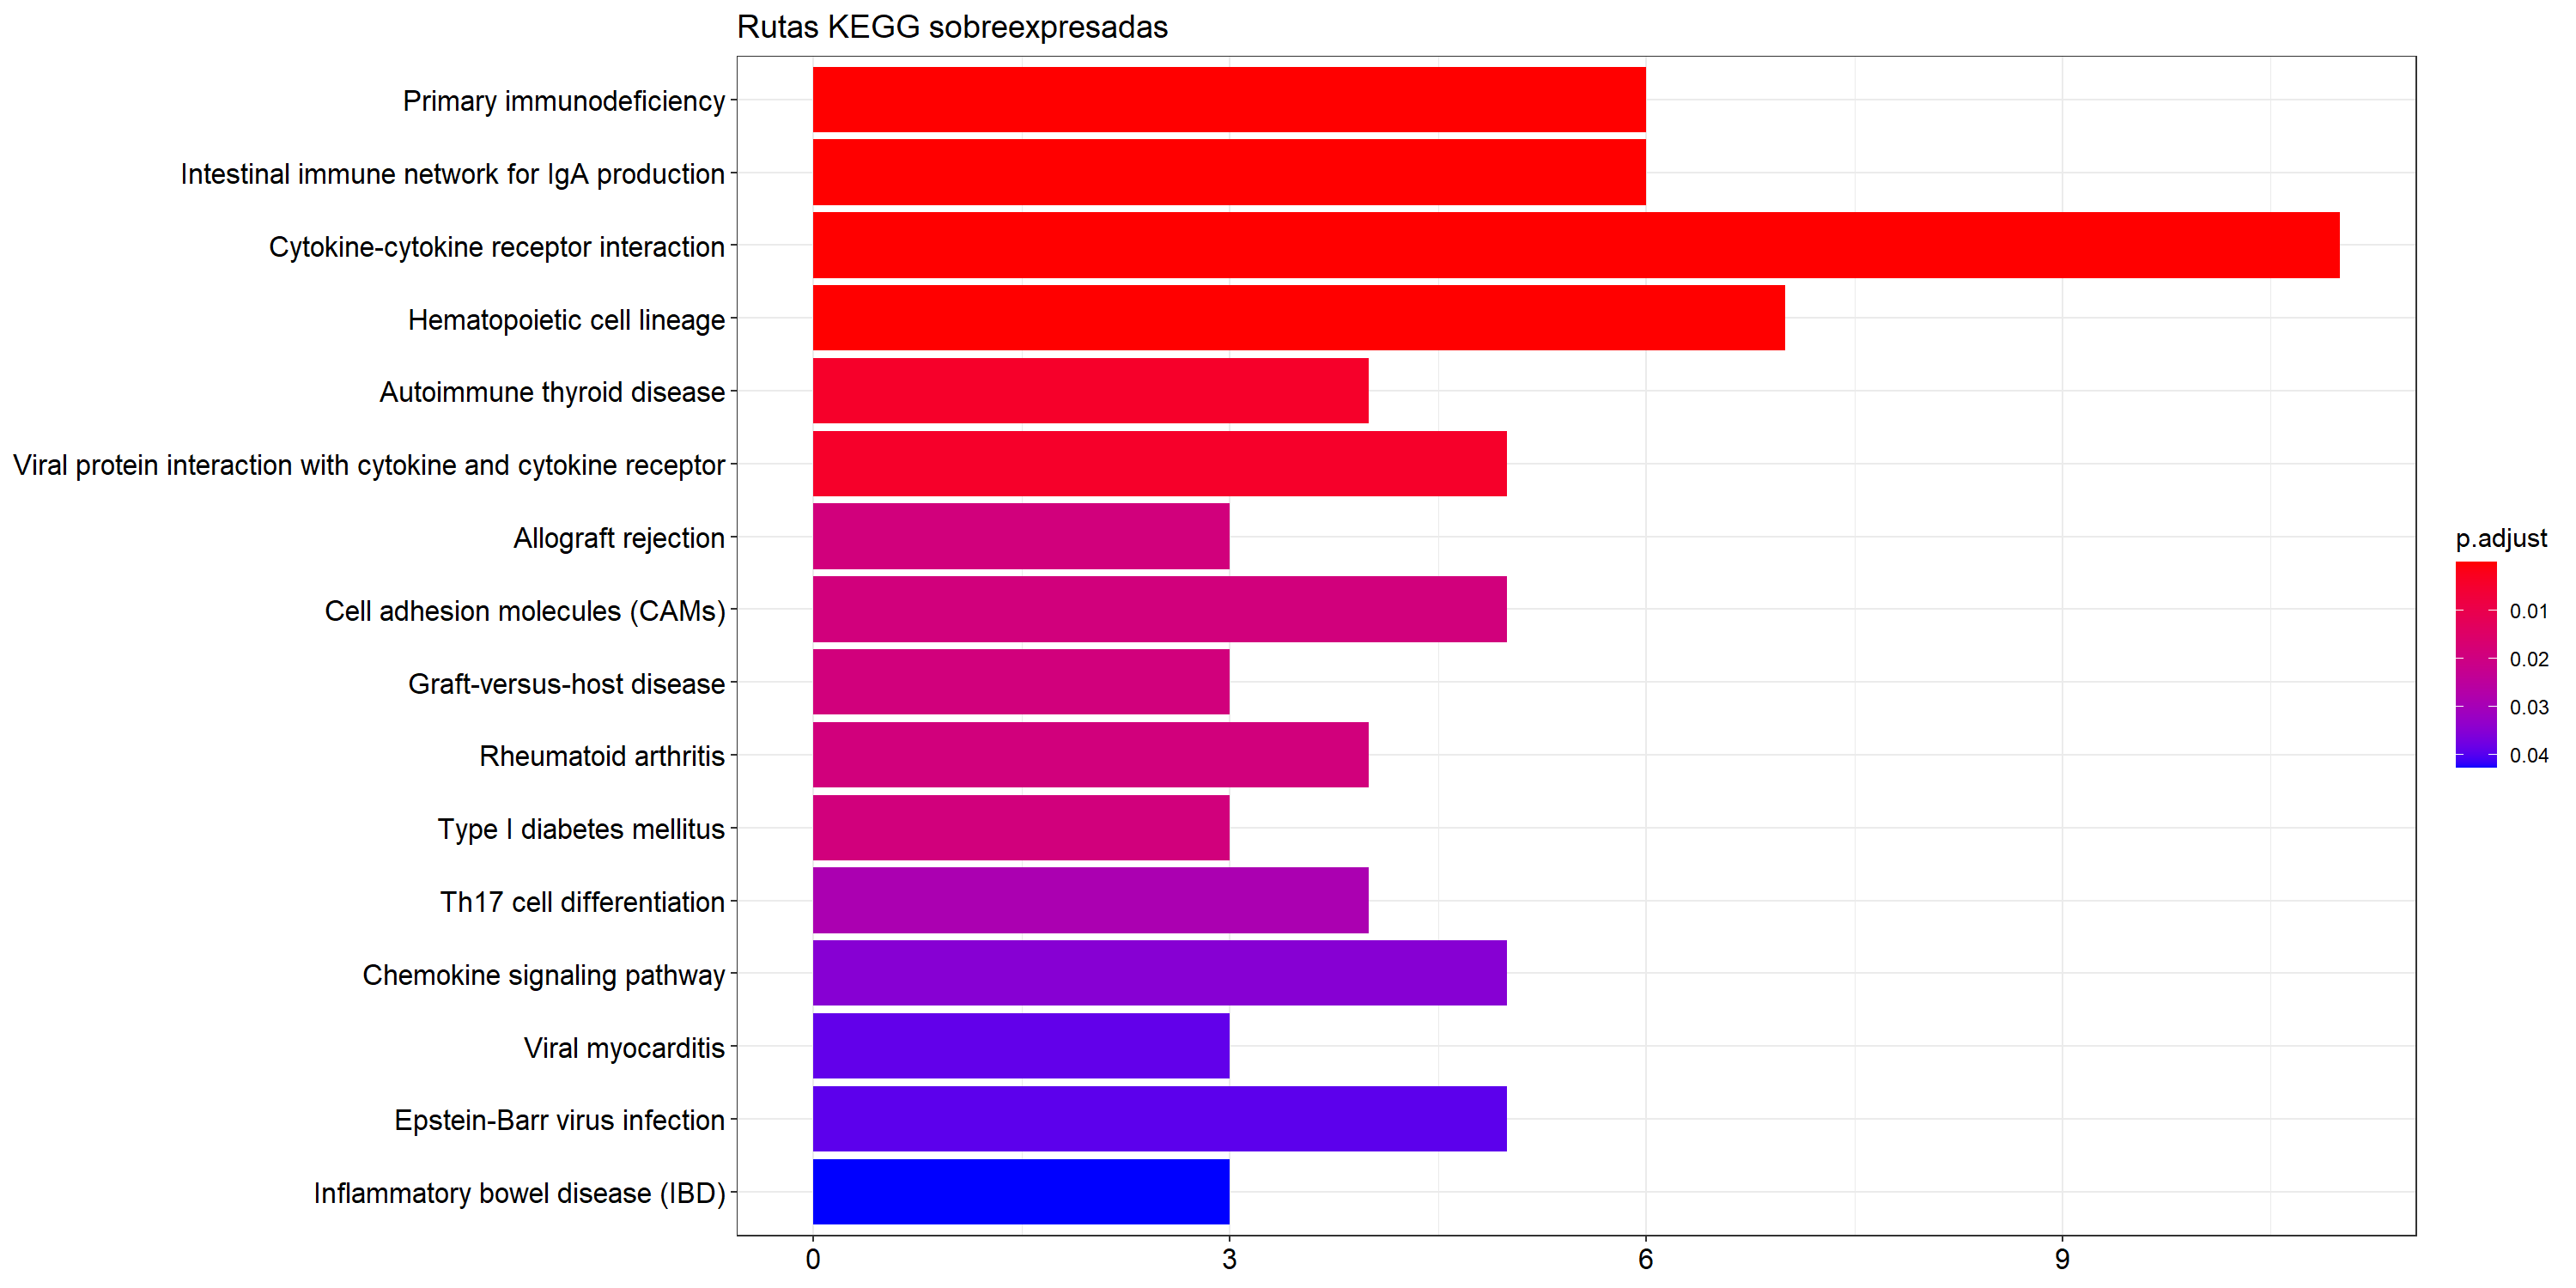 Rutas KEGG sobreexpresadas
Primary immunodeficiency
Intestinal immune network for IgA production
Cytokine-cytokine receptor interaction
Hematopoietic cell lineage
Autoimmune thyroid disease
Viral protein interaction with cytokine and cytokine receptor
Allograft rejection
Cell adhesion molecules (CAMs)
Graft-versus-host disease
Rheumatoid arthritis
Type I diabetes mellitus
Th17 cell differentiation
Chemokine signaling pathway
Viral myocarditis
Epstein-Barr virus infection
Inflammatory bowel disease (IBD)
0 3 6 9
p.adjust
0.01
0.02
0.03
0.04